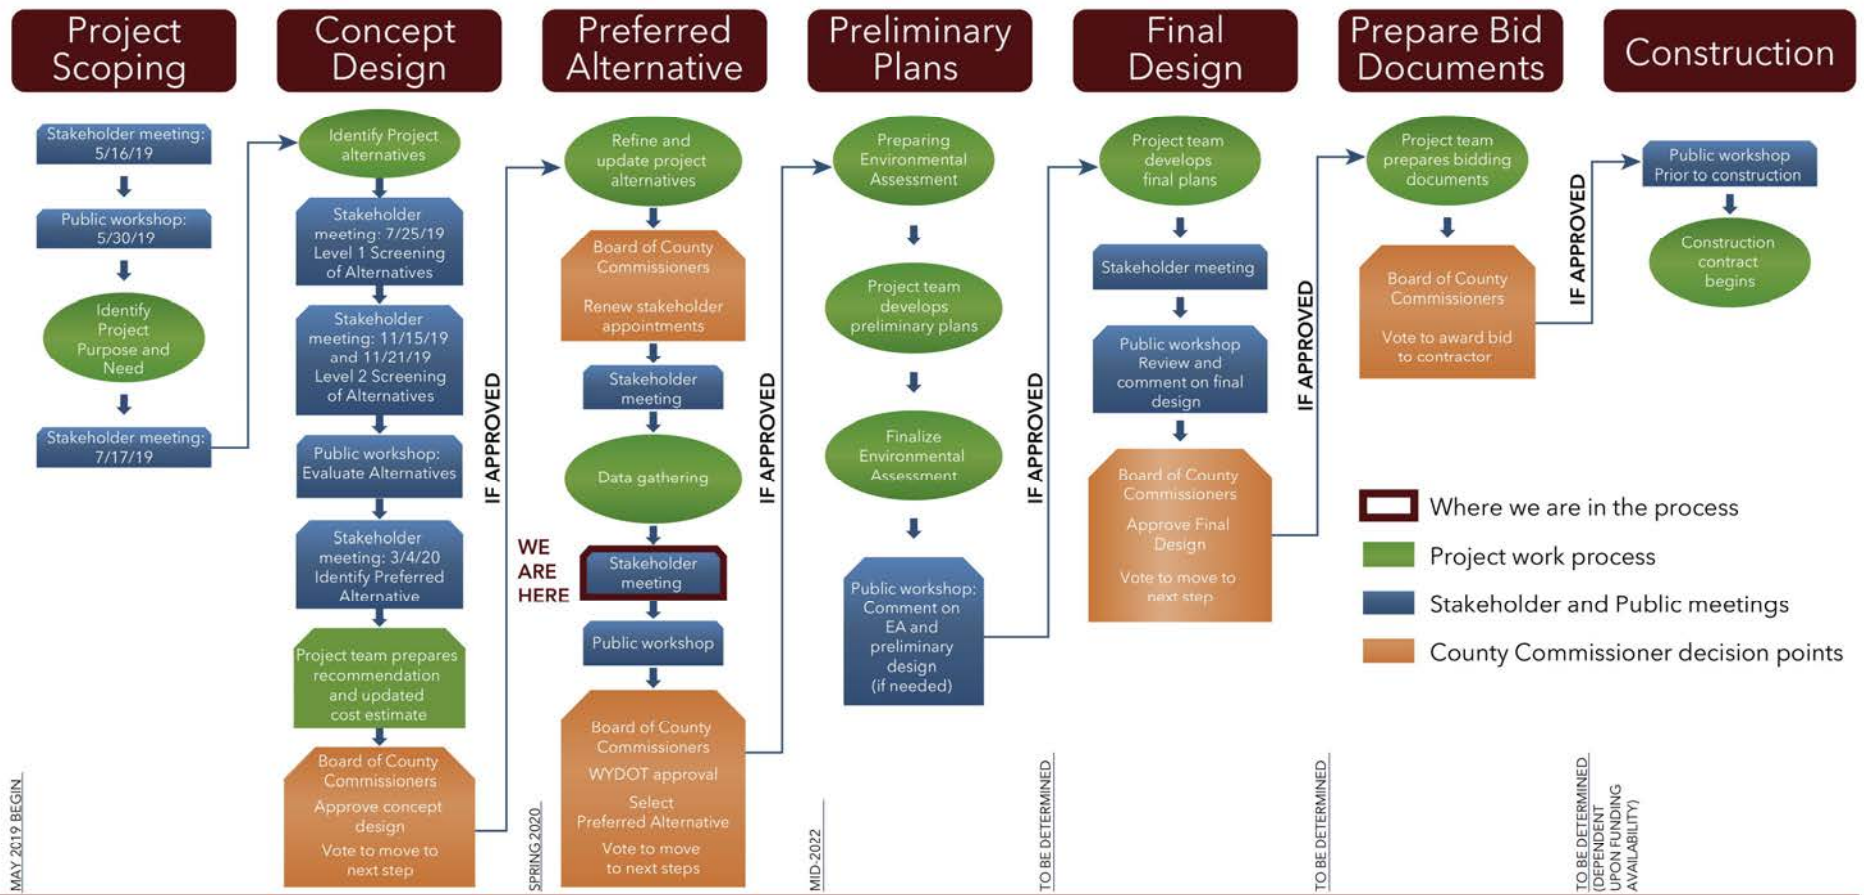 Project
Scoping
Stakeholder meeting:
5/16/19
Public workshop:
5/30/19
Identify
Project
Purpose and
Need
Stakeholder meeting:
7/17/19
MAY 2019 BEGIN
Concept
Design
Identify Project
alternatives
Stakeholder
meeting: 7/25/19
Level 1 Screening
of Alternatives
Stakeholder
meeting: 11/15/19
and 11/21/19
Level 2 Screening
of Alternatives
Public workshop:
Evaluate Alternatives
Stakeholder
meeting: 3/4/20
Identify Preferred
Alternative
Project team prepares
recommendation
and updated
cost estimate
Board of County
Commissioners
Approve concept
design
Vote to move to
next step
IF APPROVED
SPRING 2020
Preferred
Alternative
Refine and
update project
alternatives
Board of County
Commissioners
Renew stakeholder
appointments
Stakeholder
meeting
Data gathering
WE
ARE
HERE
Stakeholder
meeting
Public workshop
Board of County
Commissioners
WYDOT approval
Select
Preferred Alternative
Vote to move
to next steps
IF APPROVED
MID-2022
Preliminary
Plans
Preparing
Environmental
Assessment
Project team
develops
preliminary plans
Finalize
Environmental
Assessment
Public workshop:
Comment on
EA and
preliminary
design
(if needed)
IF APPROVED
TO BE DETERMINED
Final
Design
Project team
develops
final plans
Stakeholder meeting
Public workshop
Review and
comment on final
design
Board of County
Commissioners
Approve Final
Design
Vote to move to
next step
IF APPROVED
TO BE DETERMINED
Prepare Bid
Documents
Project team
prepares bidding
documents
Board of County
Commissioners
Vote to award bid
to contractor
IF APPROVED
TO BE DETERMINED
(DEPENDENT
UPON FUNDING
AVAILABILITY)
Construction
Public workshop
Prior to construction
Construction
contract
begins
Where we are in the process
Project work process
Stakeholder and Public meetings
County Commissioner decision points